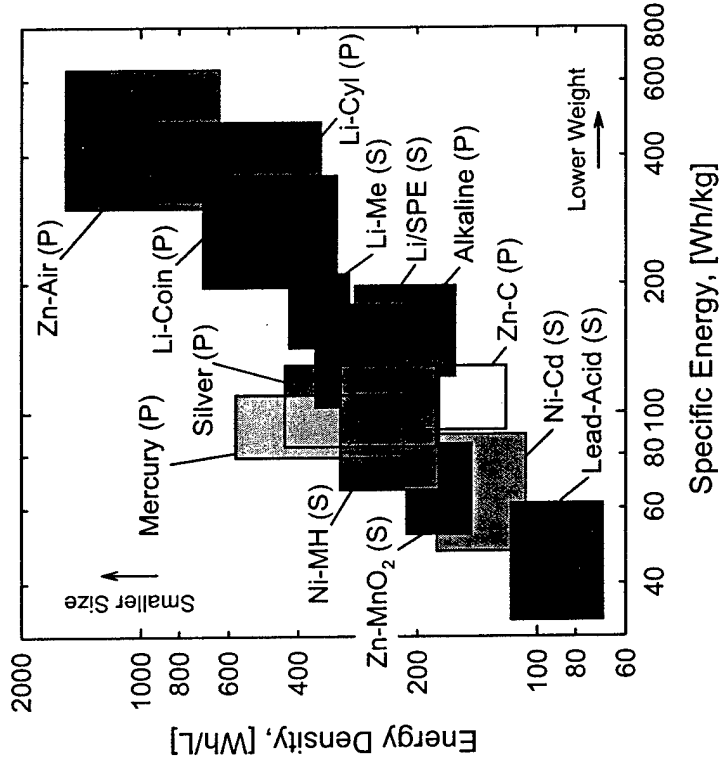 2000
1000
800
600
400
200
100
80
60
Energy Density, [Wh/L]
Smaller Size
Zn-Air (P)
Li-Cyl (P)
Li-Coin (P)
Li-Me (S)
Li/SPE (S)
Alkaline (P)
Silver (P)
Mercury (P)
Zn-C (P)
Ni-MH (S)
Ni-Cd (S)
Zn-MnO₂ (S)
Lead-Acid (S)
Lower Weight
40
60
80
100
200
400
600
800
Specific Energy, [Wh/kg]